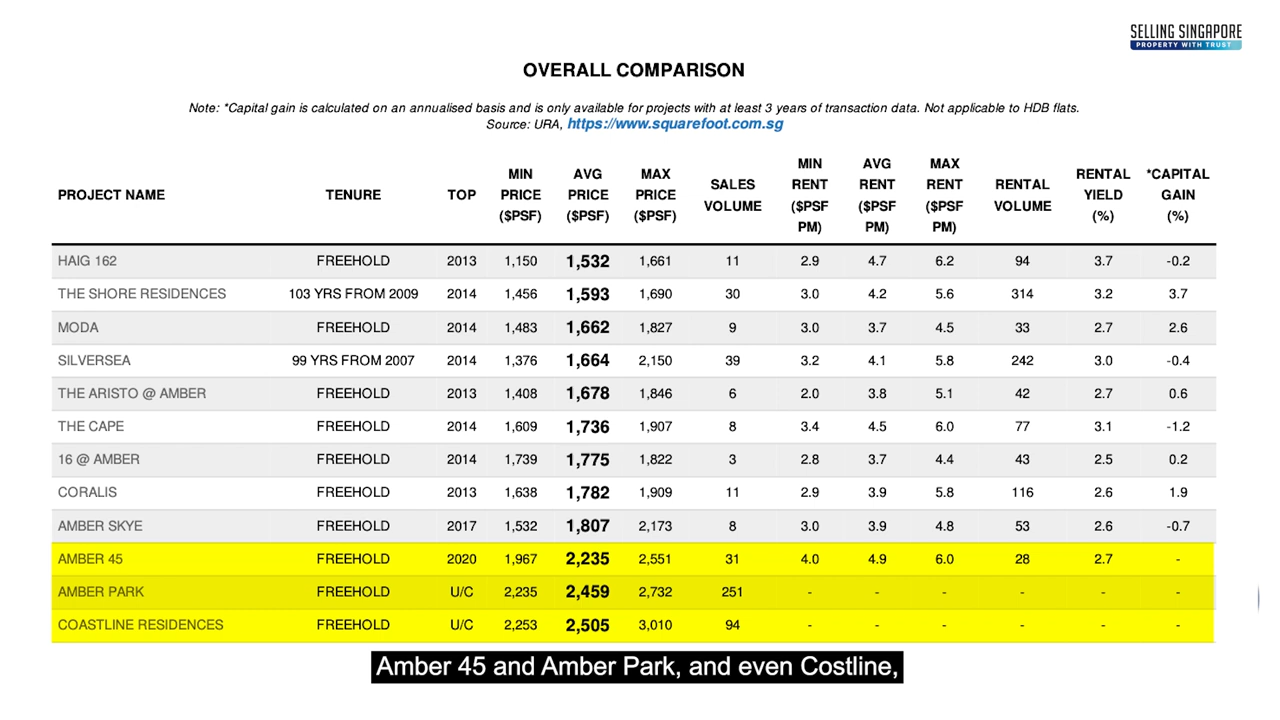 SELLING SINGAPORE
PROPERTY WITH TRUST
OVERALL COMPARISON
Note: *Capital gain is calculated on an annualised basis and is only available for projects with at least 3 years of transaction data. Not applicable to HDB flats.
Source: URA, https://www.squarefoot.com.sg
PROJECT NAME TENURE TOP MIN PRICE ($PSF) AVG PRICE ($PSF) MAX PRICE ($PSF) SALES VOLUME MIN RENT ($PSF PM) AVG RENT ($PSF PM) MAX RENT ($PSF PM) RENTAL VOLUME RENTAL YIELD (%) *CAPITAL GAIN (%)
HAIG 162 FREEHOLD 2013 1,150 1,532 1,661 11 2.9 4.7 6.2 94 3.7 -0.2
THE SHORE RESIDENCES 103 YRS FROM 2009 2014 1,456 1,593 1,690 30 3.0 4.2 5.6 314 3.2 3.7
MODA FREEHOLD 2014 1,483 1,662 1,827 9 3.0 3.7 4.5 33 2.7 2.6
SILVERSEA 99 YRS FROM 2007 2014 1,376 1,664 2,150 39 3.2 4.1 5.8 242 3.0 -0.4
THE ARISTO @ AMBER FREEHOLD 2013 1,408 1,678 1,846 6 2.0 3.8 5.1 42 2.7 0.6
THE CAPE FREEHOLD 2014 1,609 1,736 1,907 8 3.4 4.5 6.0 77 3.1 -1.2
16 @ AMBER FREEHOLD 2014 1,739 1,775 1,822 3 2.8 3.7 4.4 43 2.5 0.2
CORALIS FREEHOLD 2013 1,638 1,782 1,909 11 2.9 3.9 5.8 116 2.6 1.9
AMBER SKYE FREEHOLD 2017 1,532 1,807 2,173 8 3.0 3.9 4.8 53 2.6 -0.7
AMBER 45 FREEHOLD 2020 1,967 2,235 2,551 31 4.0 4.9 6.0 28 2.7 -
AMBER PARK FREEHOLD U/C 2,235 2,459 2,732 251 - - - - - -
COASTLINE RESIDENCES FREEHOLD U/C 2,253 2,505 3,010 94 - - - - - -
Amber 45 and Amber Park, and even Costline,